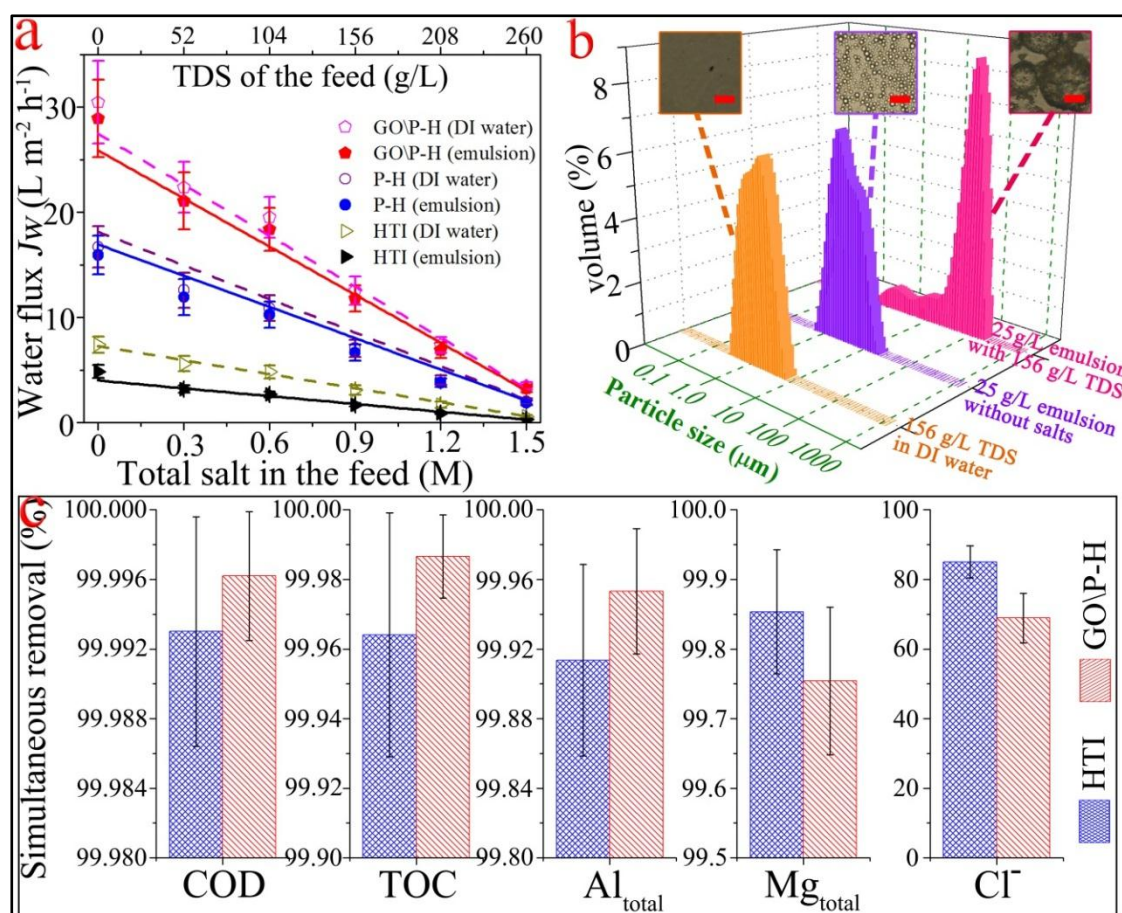 a
0 52 104 156 208 260
TDS of the feed (g/L)
Water flux Jw (L m⁻² h⁻¹)
30
20
10
0
GO\P-H (DI water)
GO\P-H (emulsion)
P-H (DI water)
P-H (emulsion)
HTI (DI water)
HTI (emulsion)
0 0.3 0.6 0.9 1.2 1.5
Total salt in the feed (M)
b
volume (%)
8
6
4
2
0
0.1 1.0 10 100 1000
Particle size (μm)
25g/L emulsion
with 156 g/L TDS
25 g/L emulsion
without salts
156 g/L TDS
in DI water
c
Simultaneous removal (%)
100.000
99.996
99.992
99.988
99.984
99.980
COD
100.00
99.98
99.96
99.94
99.92
99.90
TOC
100.00
99.96
99.92
99.88
99.84
99.80
Al total
100.0
99.9
99.8
99.7
99.6
99.5
Mg total
100
80
60
40
20
0
Cl⁻
GO\P-H
HTI